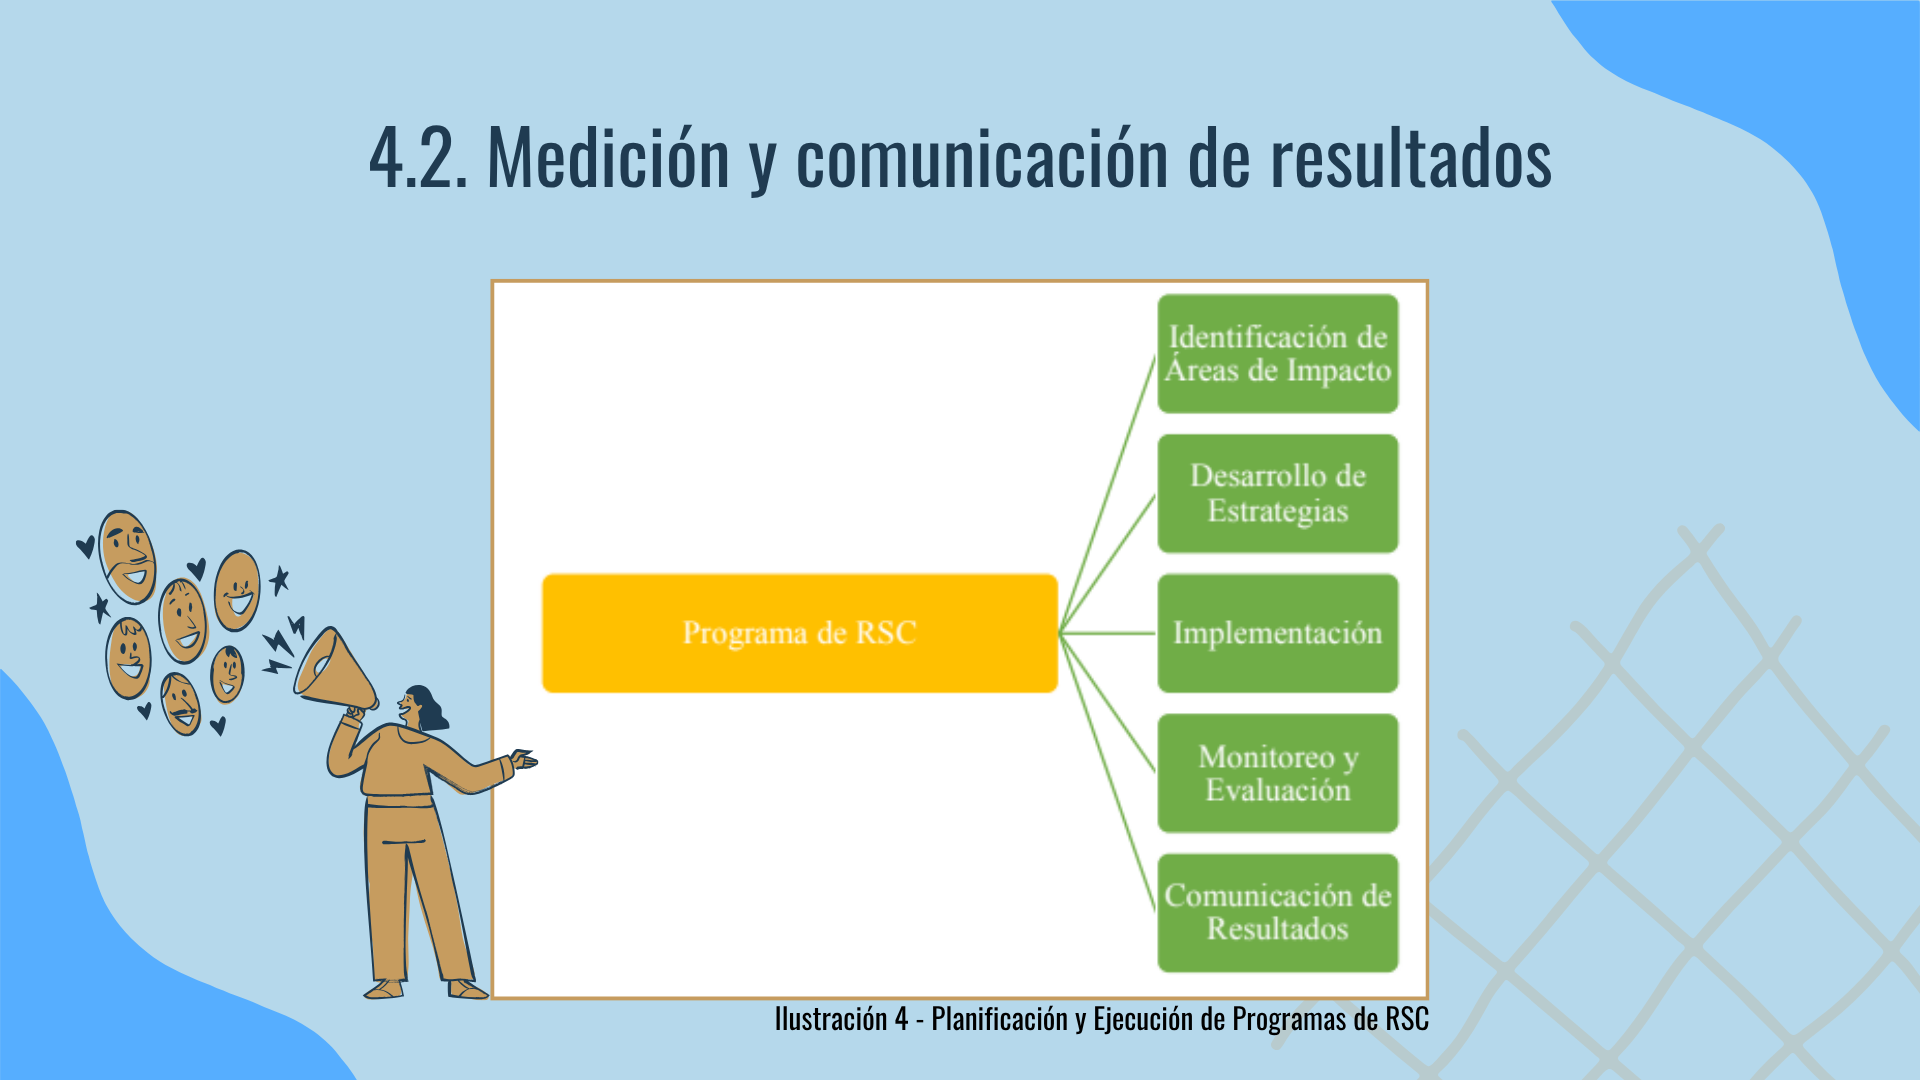 4.2. Medición y comunicación de resultados
Identificación de
Áreas de Impacto
Desarrollo de
Estrategias
Programa de RSC
Implementación
Monitoreo y
Evaluación
Comunicación de
Resultados
Ilustración 4 - Planificación y Ejecución de Programas de RSC